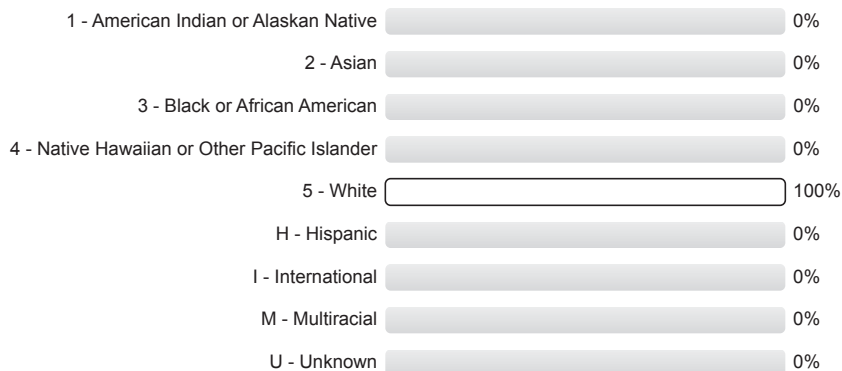 1 - American Indian or Alaskan Native 0%
2 - Asian 0%
3 - Black or African American 0%
4 - Native Hawaiian or Other Pacific Islander 0%
5 - White 100%
H - Hispanic 0%
I - International 0%
M - Multiracial 0%
U - Unknown 0%